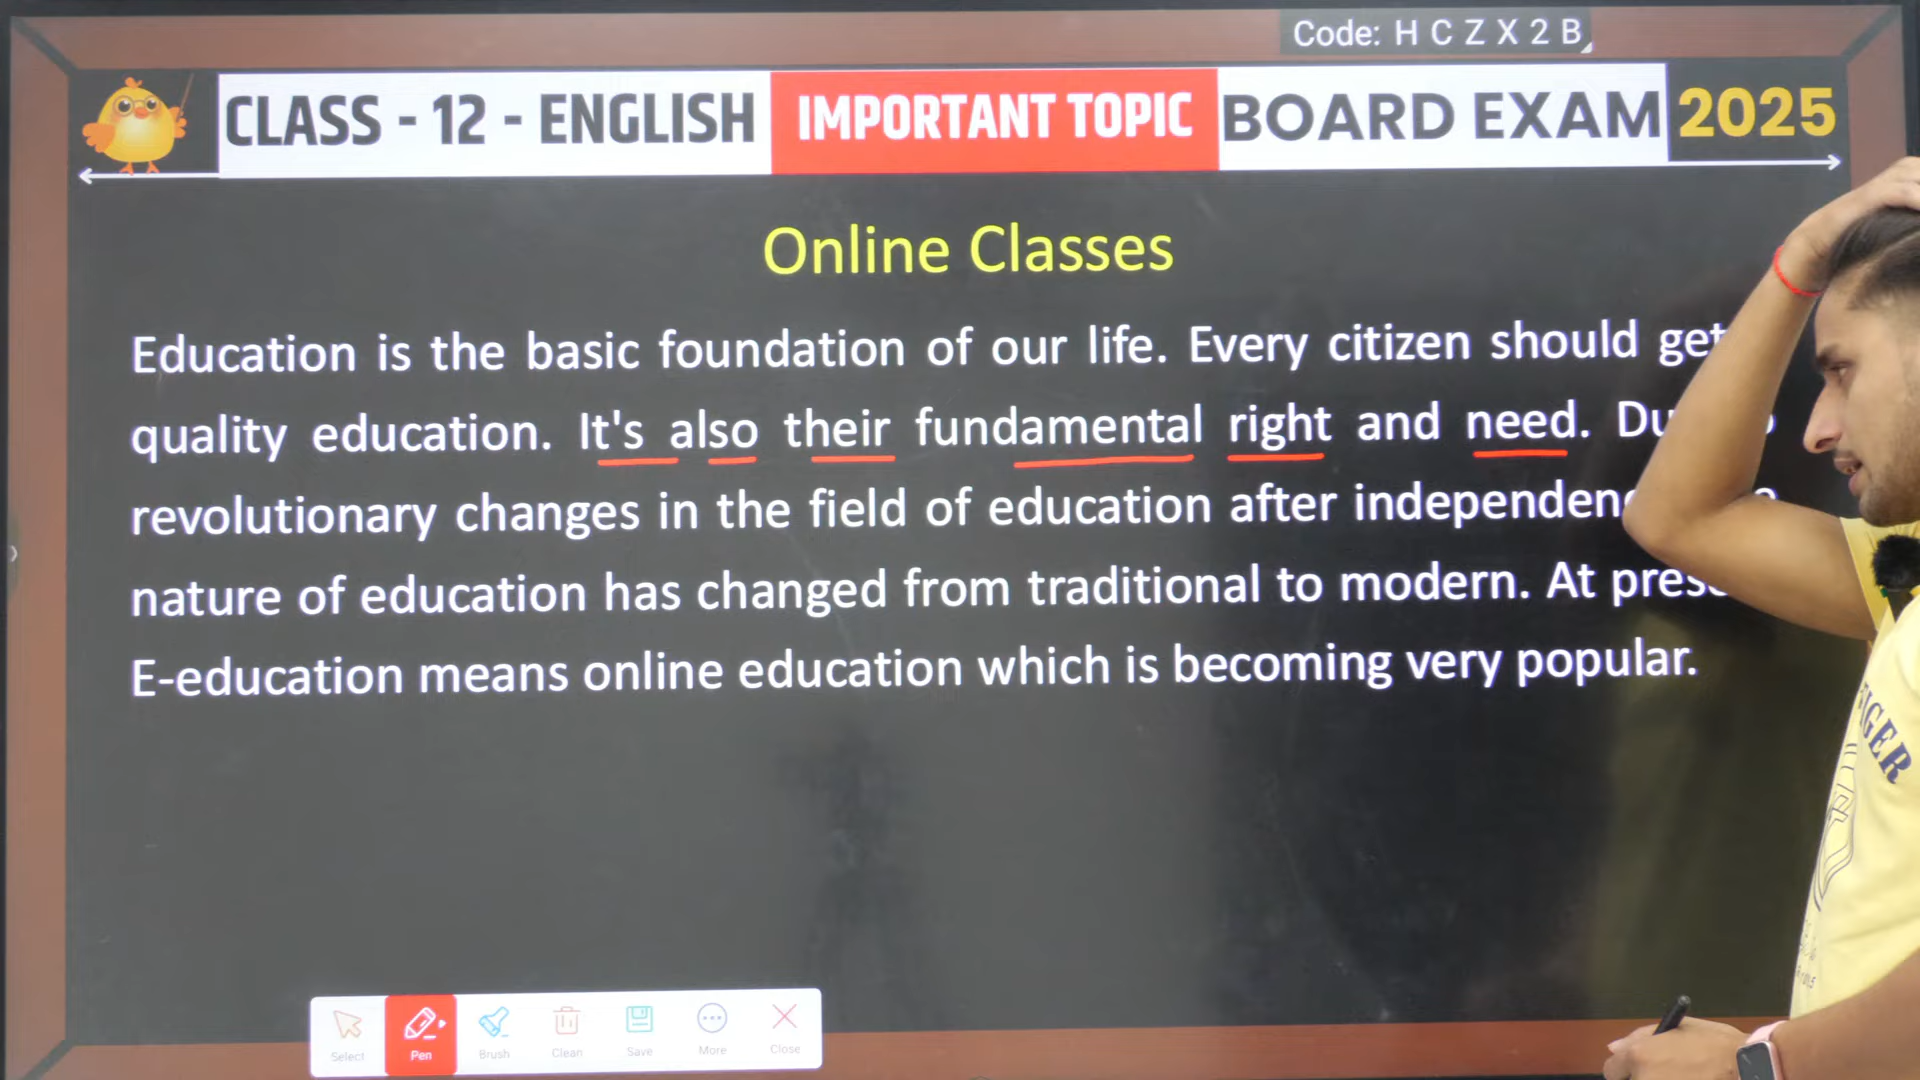 Code: H C Z X 2 B
CLASS - 12 - ENGLISH IMPORTANT TOPIC BOARD EXAM 2025
Online Classes
Education is the basic foundation of our life. Every citizen should get
quality education. It's also their fundamental right and need.
revolutionary changes in the field of education after
nature of education has changed from traditional to modern. At
E-education means online education which is becoming very popular.
Select Pen Brush Clean Save More Close